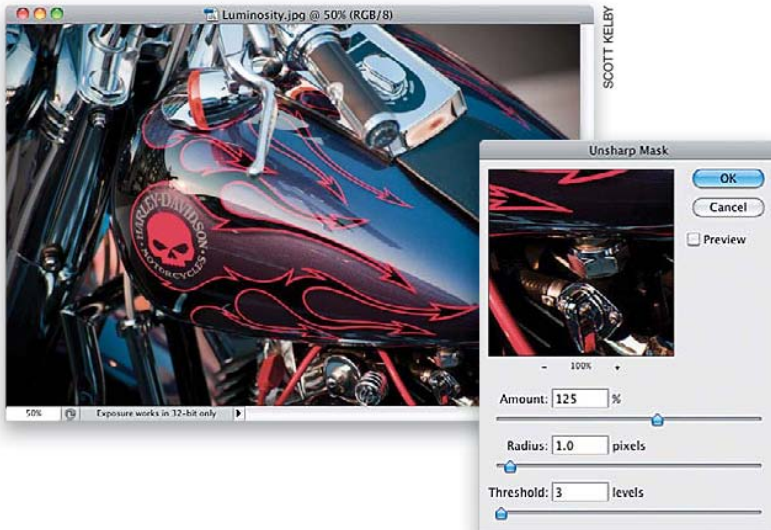 Luminosity.jpg @ 50% (RGB/8)
SCOTT KELBY
HARLEY-DAVIDSON
MOTORCYCLES
50%
Exposure works in 32-bit only
Unsharp Mask
OK
Cancel
Preview
- 100% +
Amount: 125 %
Radius: 1.0 pixels
Threshold: 3 levels